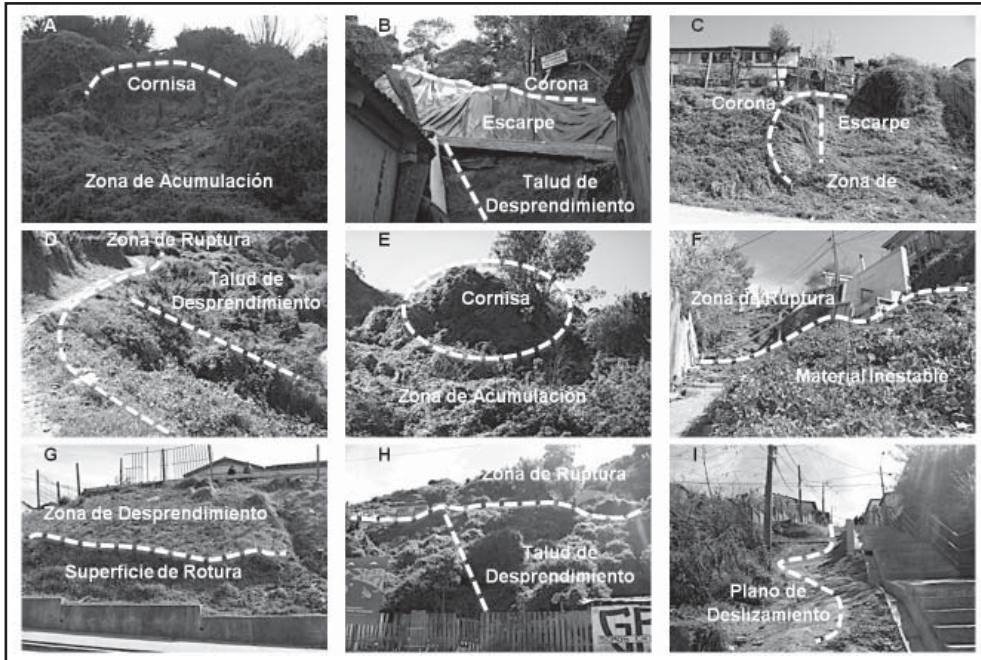 A
Cornisa
Zona de Acumulación
B
Corona
Escarpe
Talud de
Desprendimiento
C
Corona
Escarpe
Zona de
D
Zona de Ruptura
Talud de
Desprendimiento
E
Cornisa
Zona de Acumulación
F
Zona de Ruptura
Material Inestable
G
Zona de Desprendimiento
Superficie de Rotura
H
Zona de Ruptura
Talud de
Desprendimiento
I
Plano de
Deslizamiento